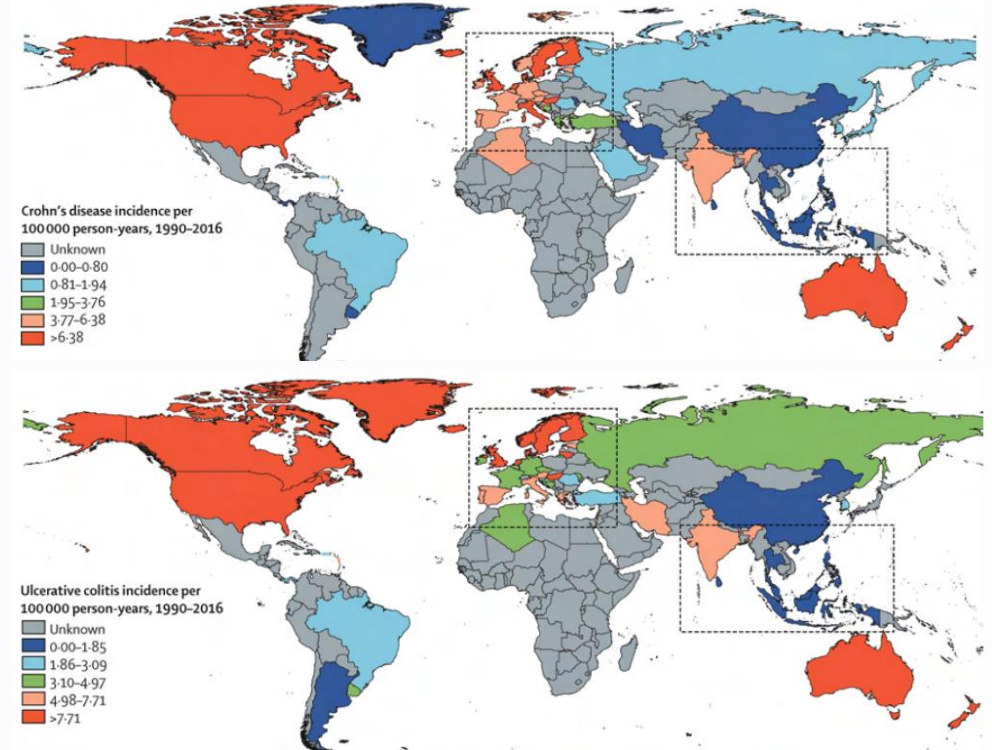 Crohn's disease incidence per
100 000 person-years, 1990–2016
Unknown
0·00–0·80
0·81–1·94
1·95–3·76
3·77–6·38
>6·38
Ulcerative colitis incidence per
100 000 person-years, 1990–2016
Unknown
0·00–1·85
1·86–3·09
3·10–4·97
4·98–7·71
>7·71